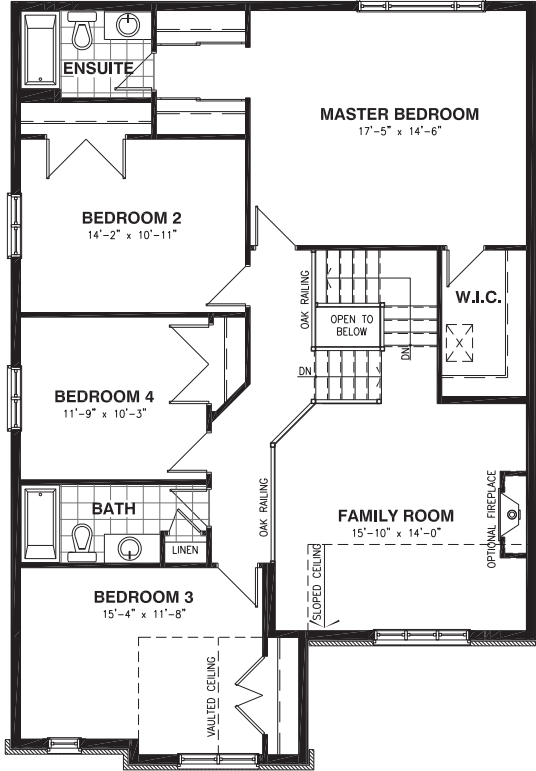 ENSUITE
MASTER BEDROOM
17'-5" x 14'-6"
BEDROOM 2
14'-2" x 10'-11"
OAK RAILING
OPEN TO
BELOW
W.I.C.
DN
DN
BEDROOM 4
11'-9" x 10'-3"
BATH
LINEN
OAK RAILING
FAMILY ROOM
15'-10" x 14'-0"
OPTIONAL FIREPLACE
SLOPED CEILING
BEDROOM 3
15'-4" x 11'-8"
VAULTED CEILING